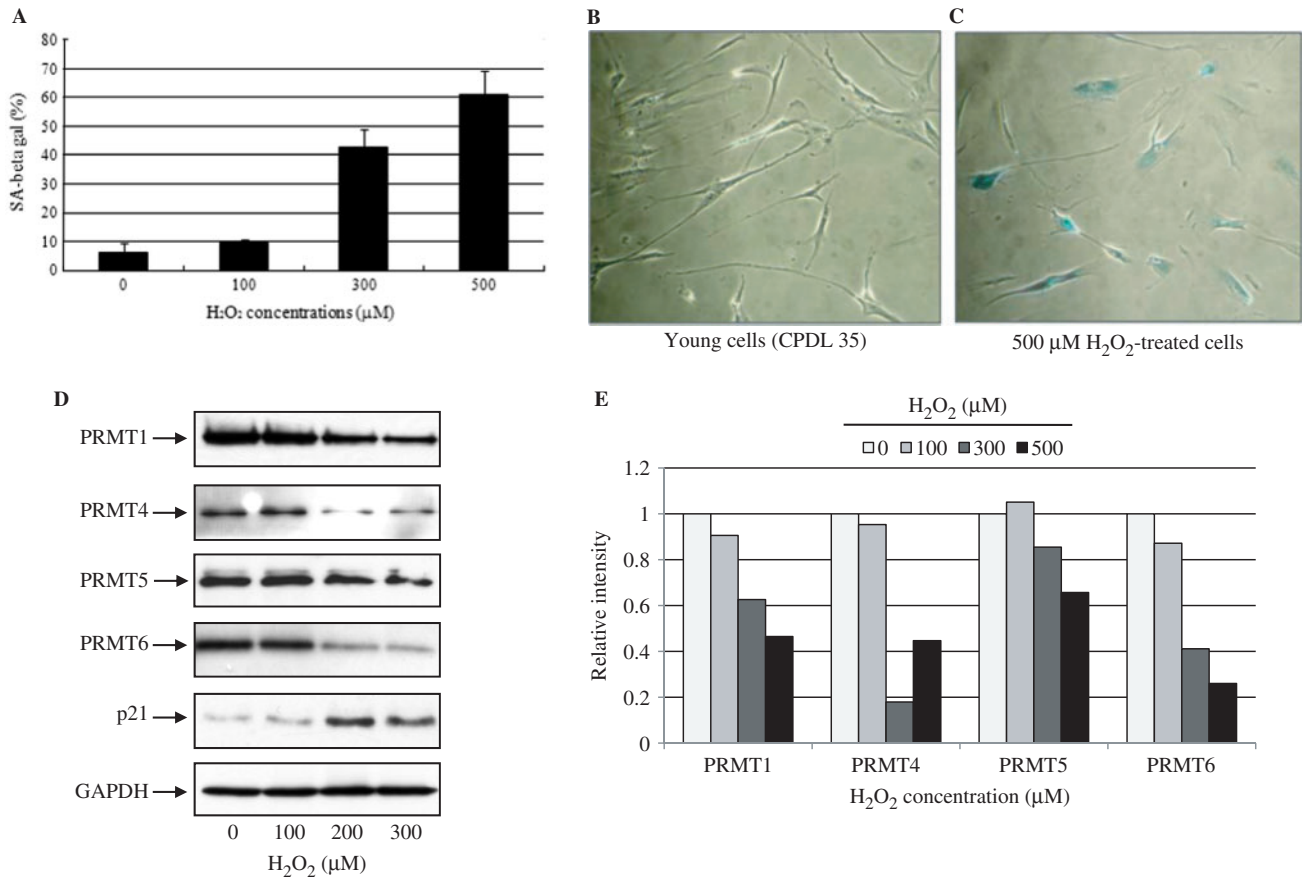 A
80
70
60
50
40
30
20
10
0
SA-beta gal (%)
0 100 300 500
H₂O₂ concentrations (µM)
B
Young cells (CPDL 35)
C
500 µM H₂O₂-treated cells
D
PRMT1
PRMT4
PRMT5
PRMT6
p21
GAPDH
0 100 200 300
H₂O₂ (µM)
E
H₂O₂ (µM)
0 100 300 500
1.2
1
0.8
0.6
0.4
0.2
0
Relative intensity
PRMT1 PRMT4 PRMT5 PRMT6
H₂O₂ concentration (µM)